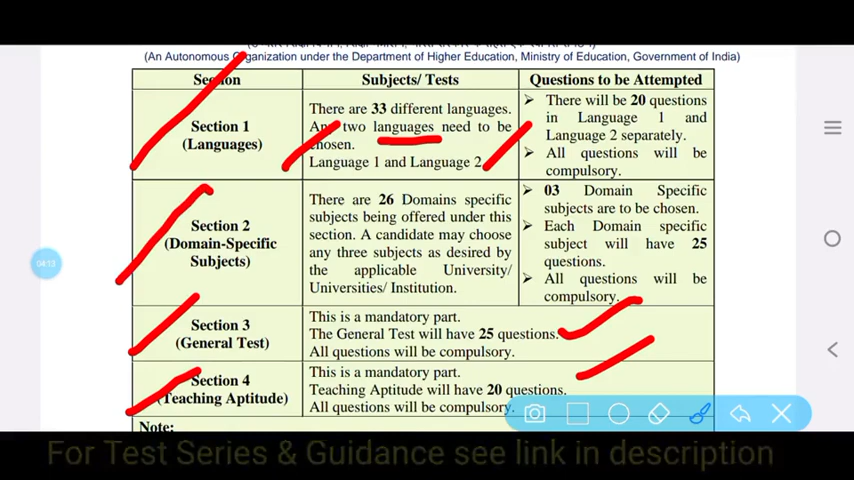 (An Autonomous Organization under the Department of Higher Education, Ministry of Education, Government of India)
Section
Subjects/ Tests
Questions to be Attempted
Section 1
(Languages)
There are 33 different languages.
Any two languages need to be
chosen.
Language 1 and Language 2
➢ There will be 20 questions
in Language 1 and
Language 2 separately.
➢ All questions will be
compulsory.
Section 2
(Domain-Specific
Subjects)
There are 26 Domains specific
subjects being offered under this
section. A candidate may choose
any three subjects as desired by
the applicable University/
Universities/ Institution.
➢ 03 Domain Specific
subjects are to be chosen.
➢ Each Domain specific
subject will have 25
questions.
➢ All questions will be
compulsory.
Section 3
(General Test)
This is a mandatory part.
The General Test will have 25 questions.
All questions will be compulsory.
Section 4
(Teaching Aptitude)
This is a mandatory part.
Teaching Aptitude will have 20 questions.
All questions will be compulsory.
Note:
04:13
For Test Series & Guidance see link in description